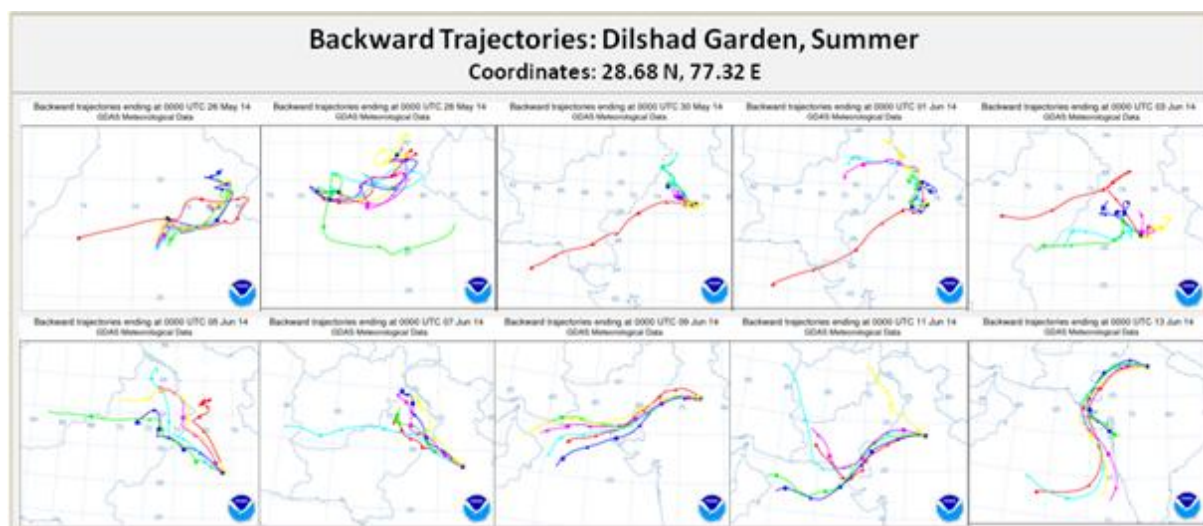 Backward Trajectories: Dilshad Garden, Summer
Coordinates: 28.68 N, 77.32 E
Backward trajectories ending at 0000 UTC 26 May 14
GDAS Meteorological Data
Backward trajectories ending at 0000 UTC 28 May 14
GDAS Meteorological Data
Backward trajectories ending at 0000 UTC 30 May 14
GDAS Meteorological Data
Backward trajectories ending at 0000 UTC 01 Jun 14
GDAS Meteorological Data
Backward trajectories ending at 0000 UTC 03 Jun 14
GDAS Meteorological Data
Backward trajectories ending at 0000 UTC 05 Jun 14
GDAS Meteorological Data
Backward trajectories ending at 0000 UTC 07 Jun 14
GDAS Meteorological Data
Backward trajectories ending at 0000 UTC 09 Jun 14
GDAS Meteorological Data
Backward trajectories ending at 0000 UTC 11 Jun 14
GDAS Meteorological Data
Backward trajectories ending at 0000 UTC 13 Jun 14
GDAS Meteorological Data